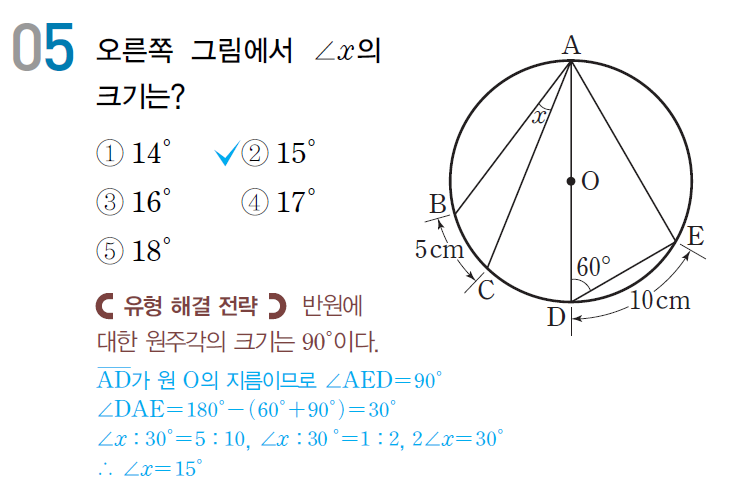 05 오른쪽 그림에서 ∠x의
크기는?
① 14° ② 15°
③ 16° ④ 17°
⑤ 18°
유형 해결 전략 반원에
대한 원주각의 크기는 90°이다.
AD가 원 O의 지름이므로 ∠AED=90°
∠DAE=180°-(60°+90°)=30°
∠x : 30°=5 : 10, ∠x : 30°=1 : 2, 2∠x=30°
∴ ∠x=15°
A
x
O
B
E
5cm
60°
C
10cm
D